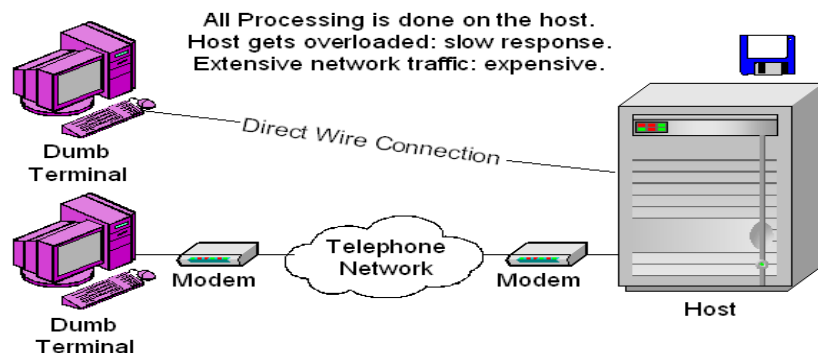 All Processing is done on the host.
Host gets overloaded: slow response.
Extensive network traffic: expensive.
Direct Wire Connection
Dumb
Terminal
Telephone
Network
Modem
Modem
Host
Dumb
Terminal